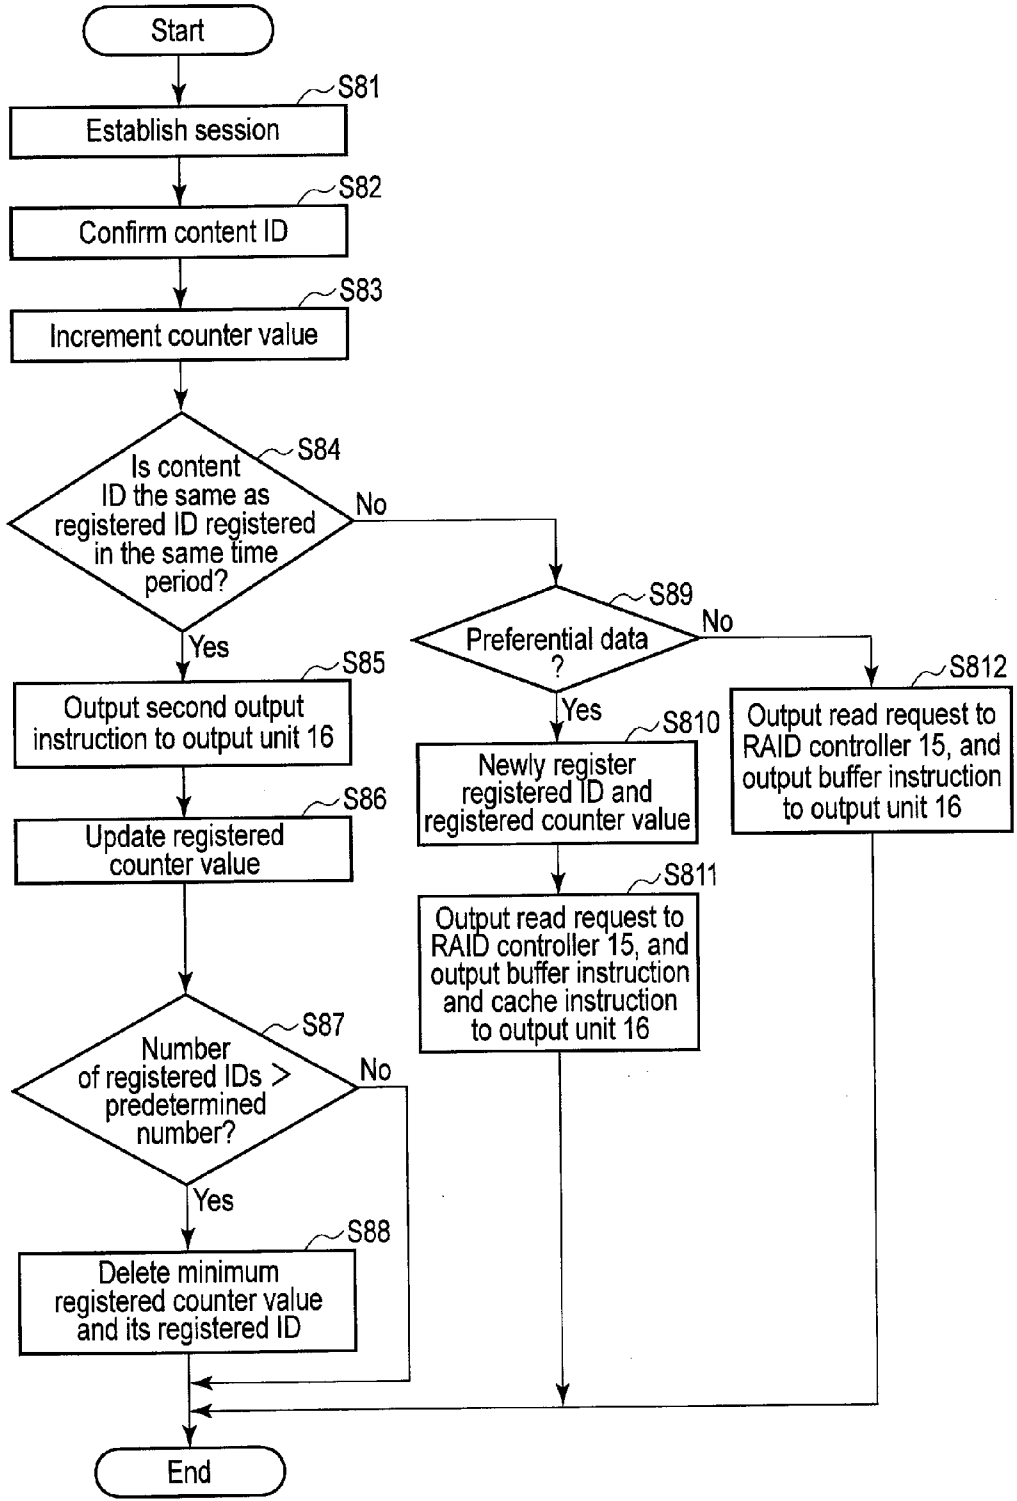 Start
S81
Establish session
S82
Confirm content ID
S83
Increment counter value
S84
Is content
ID the same as
registered ID registered
in the same time
period?
No
Yes
S85
Output second output
instruction to output unit 16
S86
Update registered
counter value
S87
Number
of registered IDs >
predetermined
number?
No
Yes
S88
Delete minimum
registered counter value
and its registered ID
S89
Preferential data
?
No
Yes
S810
Newly register
registered ID and
registered counter value
S811
Output read request to
RAID controller 15, and
output buffer instruction
and cache instruction
to output unit 16
S812
Output read request to
RAID controller 15, and
output buffer instruction
to output unit 16
End